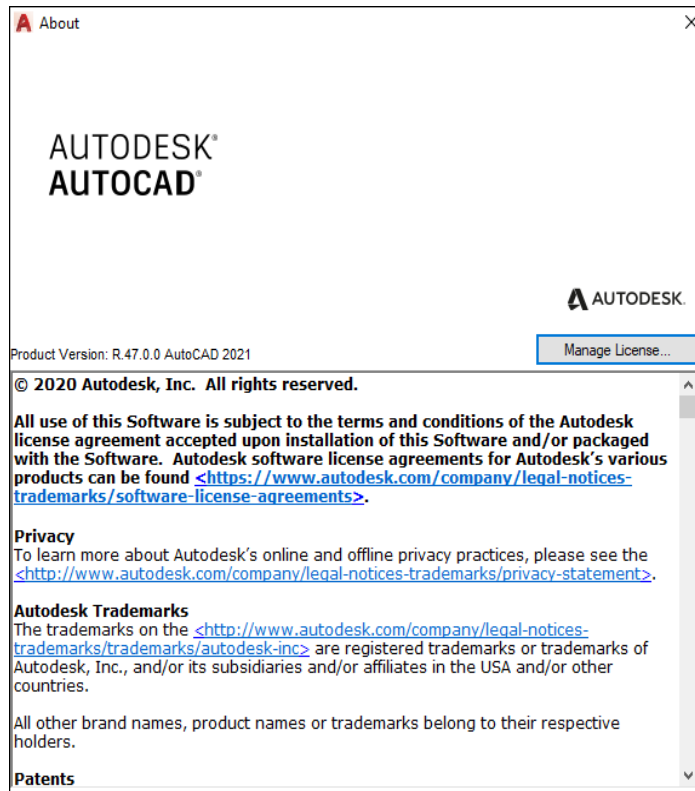 About
AUTODESK®
AUTOCAD®
AUTODESK.
Product Version: R.47.0.0 AutoCAD 2021
Manage License...
© 2020 Autodesk, Inc.  All rights reserved.
All use of this Software is subject to the terms and conditions of the Autodesk
license agreement accepted upon installation of this Software and/or packaged
with the Software.  Autodesk software license agreements for Autodesk's various
products can be found <https://www.autodesk.com/company/legal-notices-
trademarks/software-license-agreements>.
Privacy
To learn more about Autodesk's online and offline privacy practices, please see the
<http://www.autodesk.com/company/legal-notices-trademarks/privacy-statement>.
Autodesk Trademarks
The trademarks on the <http://www.autodesk.com/company/legal-notices-
trademarks/trademarks/autodesk-inc> are registered trademarks or trademarks of
Autodesk, Inc., and/or its subsidiaries and/or affiliates in the USA and/or other
countries.
All other brand names, product names or trademarks belong to their respective
holders.
Patents